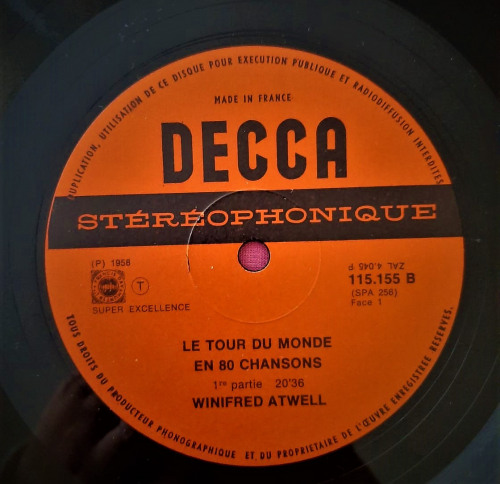 DUPLICATION, UTILISATION DE CE DISQUE POUR EXECUTION PUBLIQUE ET RADIODIFFUSION INTERDITES
MADE IN FRANCE
DECCA
STÉRÉOPHONIQUE
(P) 1958
T
SUPER EXCELLENCE
ZAL 4.045 P
115.155 B
(SPA 256)
Face 1
LE TOUR DU MONDE
EN 80 CHANSONS
1re partie 20'36
WINIFRED ATWELL
TOUS DROITS DU PRODUCTEUR PHONOGRAPHIQUE ET DU PROPRIETAIRE DE L'ŒUVRE ENREGISTREE RESERVES.